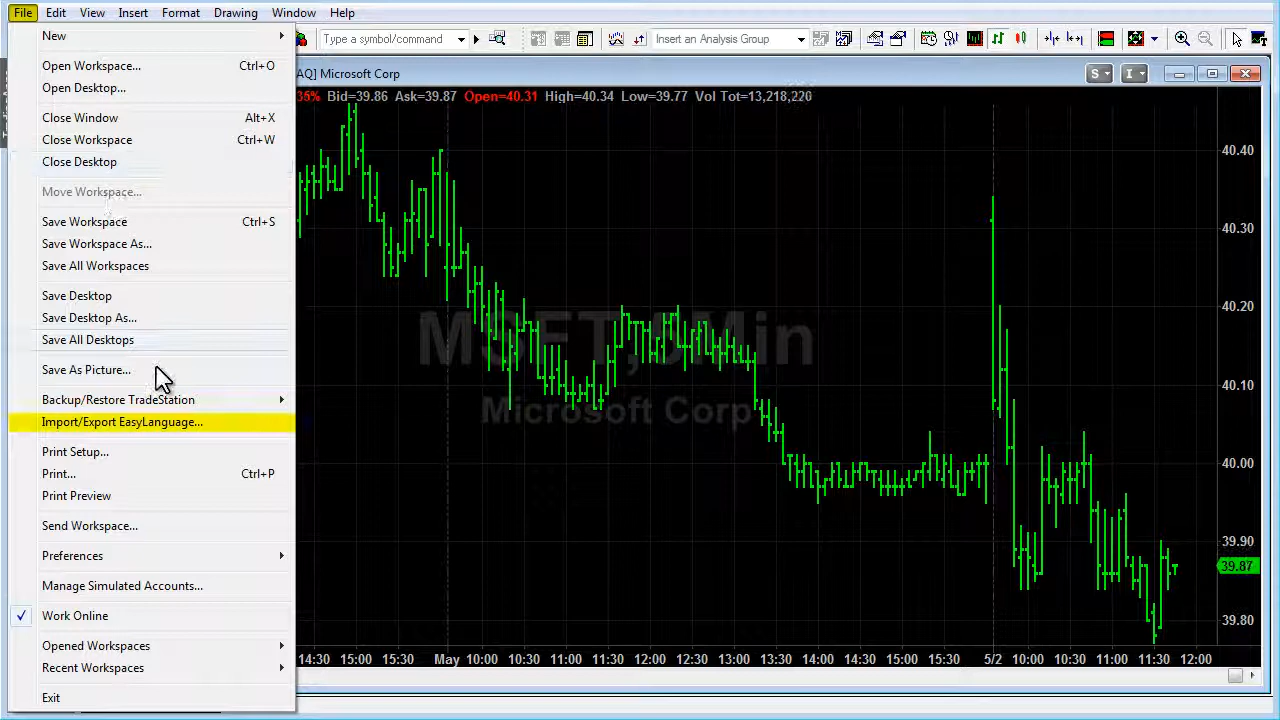 File Edit View Insert Format Drawing Window Help
Type a symbol/command Insert an Analysis Group
AQ] Microsoft Corp S I
35% Bid=39.86 Ask=39.87 Open=40.31 High=40.34 Low=39.77 Vol Tot=13,218,220
New
Open Workspace... Ctrl+O
Open Desktop...
Close Window Alt+X
Close Workspace Ctrl+W
Close Desktop
Move Workspace...
Save Workspace Ctrl+S
Save Workspace As...
Save All Workspaces
Save Desktop
Save Desktop As...
Save All Desktops
Save As Picture...
Backup/Restore TradeStation
Import/Export EasyLanguage...
Print Setup...
Print... Ctrl+P
Print Preview
Send Workspace...
Preferences
Manage Simulated Accounts...
Work Online
Opened Workspaces
Recent Workspaces
Exit
MSFT,5Min
Microsoft Corp
40.40
40.30
40.20
40.10
40.00
39.90
39.87
39.80
14:30 15:00 15:30 May 10:00 10:30 11:00 11:30 12:00 12:30 13:00 13:30 14:00 14:30 15:00 15:30 5/2 10:00 10:30 11:00 11:30 12:00